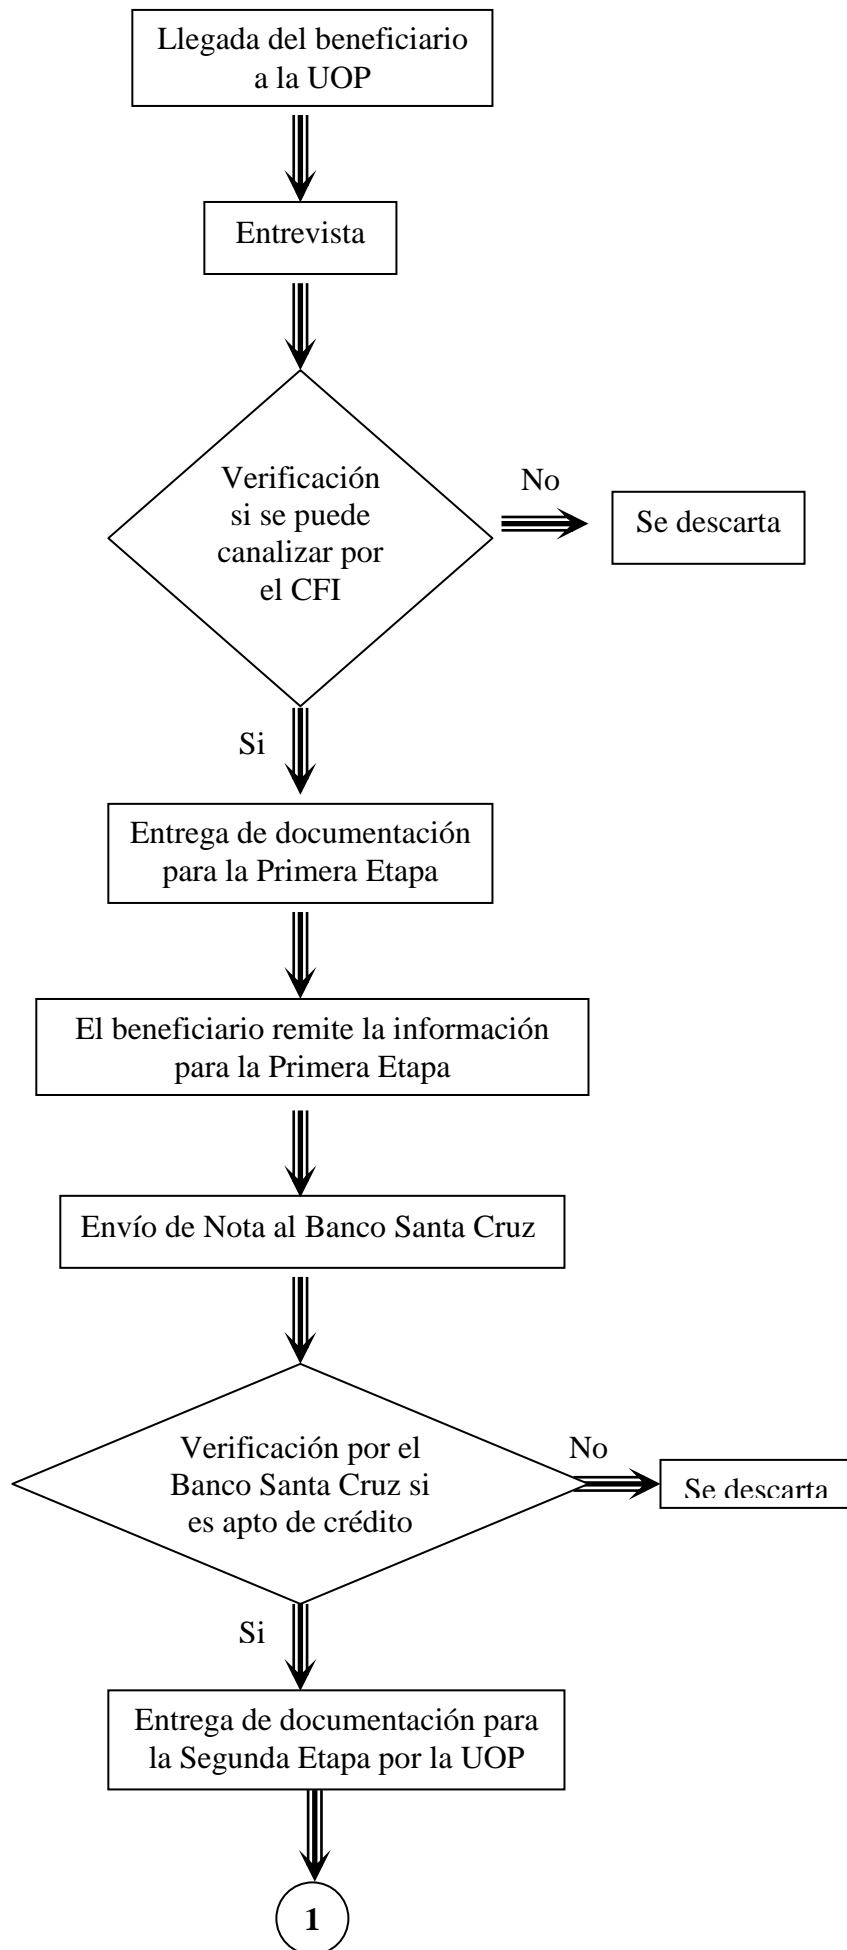 Llegada del beneficiario
a la UOP
Entrevista
Verificación
si se puede
canalizar por
el CFI
No
Se descarta
Si
Entrega de documentación
para la Primera Etapa
El beneficiario remite la información
para la Primera Etapa
Envío de Nota al Banco Santa Cruz
Verificación por el
Banco Santa Cruz si
es apto de crédito
No
Se descarta
Si
Entrega de documentación para
la Segunda Etapa por la UOP
1